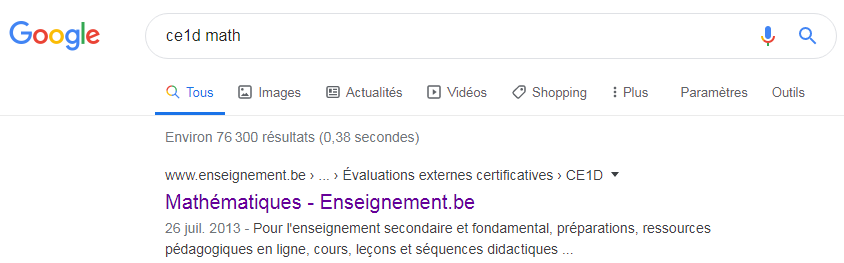 Google
ce1d math
Tous Images Actualités Vidéos Shopping Plus Paramètres Outils
Environ 76 300 résultats (0,38 secondes)
www.enseignement.be › ... › Évaluations externes certificatives › CE1D
Mathématiques - Enseignement.be
26 juil. 2013 - Pour l'enseignement secondaire et fondamental, préparations, ressources
pédagogiques en ligne, cours, leçons et séquences didactiques ...